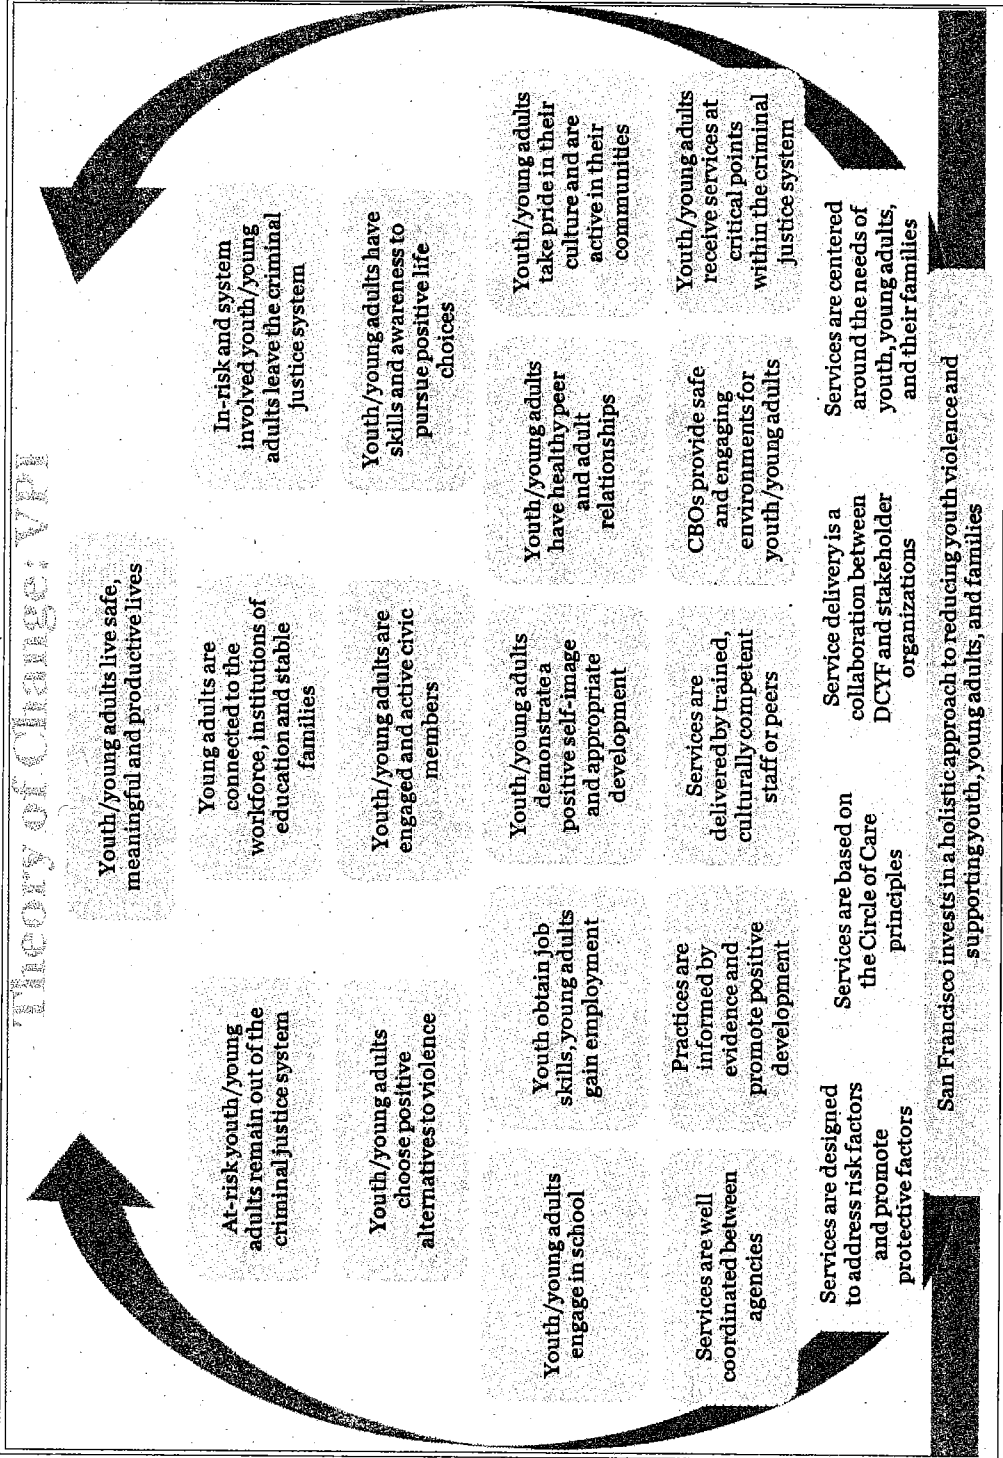 Theory of Change: VPI
Youth/young adults live safe,
meaningful and productive lives
At-risk youth/young
adults remain out of the
criminal justice system
Young adults are
connected to the
workforce, institutions of
education and stable
families
In-risk and system
involved youth/young
adults leave the criminal
justice system
Youth/young adults
choose positive
alternatives to violence
Youth/young adults are
engaged and active civic
members
Youth/young adults have
skills and awareness to
pursue positive life
choices
Youth/young adults
engage in school
Youth obtain job
skills, young adults
gain employment
Youth/young adults
demonstrate a
positive self-image
and appropriate
development
Youth/young adults
have healthy peer
and adult
relationships
Youth/young adults
take pride in their
culture and are
active in their
communities
Services are well
coordinated between
agencies
Practices are
informed by
evidence and
promote positive
development
Services are
delivered by trained,
culturally competent
staff or peers
CBOs provide safe
and engaging
environments for
youth/young adults
Youth/young adults
receive services at
critical points
within the criminal
justice system
Services are designed
to address risk factors
and promote
protective factors
Services are based on
the Circle of Care
principles
Service delivery is a
collaboration between
DCYF and stakeholder
organizations
Services are centered
around the needs of
youth, young adults,
and their families
San Francisco invests in a holistic approach to reducing youth violence and
supporting youth, young adults, and families